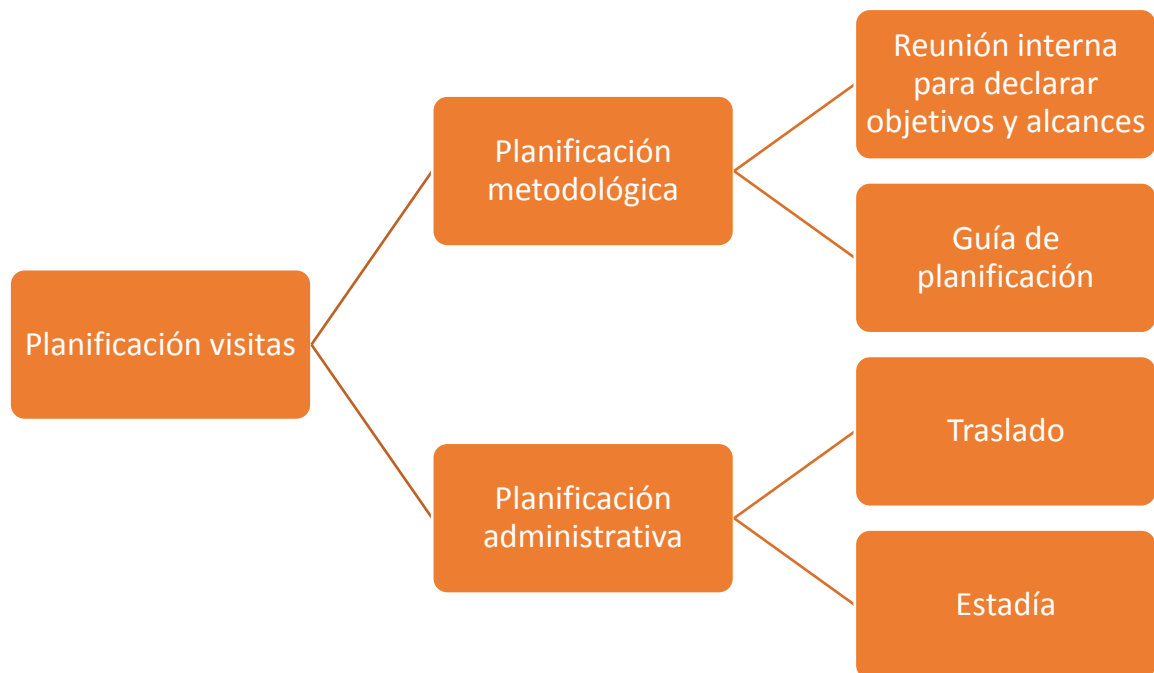 Planificación visitas
Planificación
metodológica
Reunión interna
para declarar
objetivos y alcances
Guía de
planificación
Planificación
administrativa
Traslado
Estadía